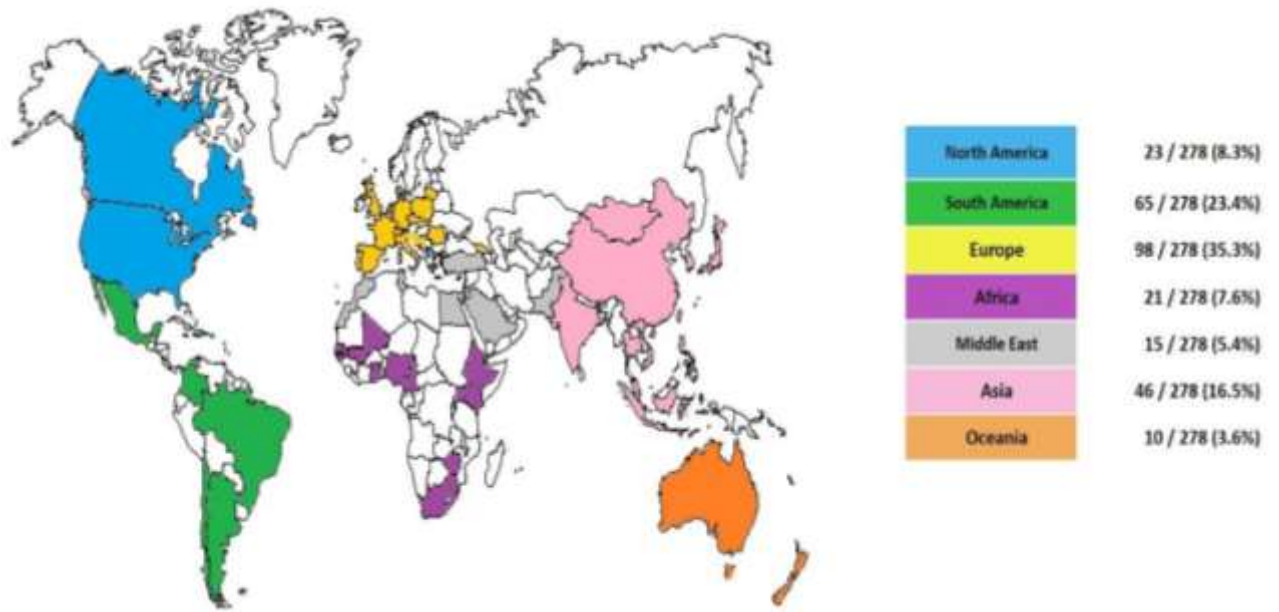 North America 23 / 278 (8.3%)
South America 65 / 278 (23.4%)
Europe 98 / 278 (35.3%)
Africa 21 / 278 (7.6%)
Middle East 15 / 278 (5.4%)
Asia 46 / 278 (16.5%)
Oceania 10 / 278 (3.6%)